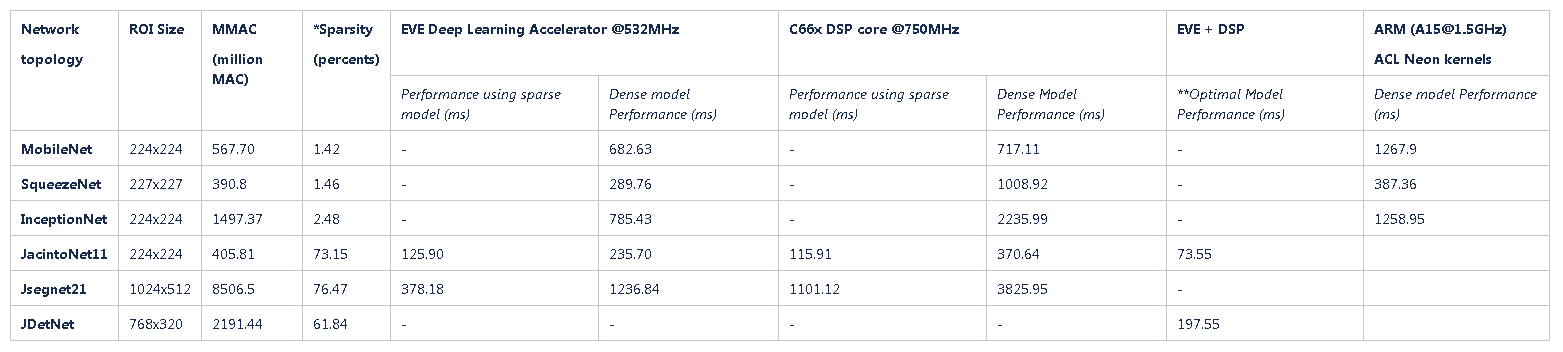 Network topology | ROI Size | MMAC (million MAC) | *Sparsity (percents) | EVE Deep Learning Accelerator @532MHz | C66x DSP core @750MHz | EVE + DSP | ARM (A15@1.5GHz) ACL Neon kernels
Performance using sparse model (ms) | Dense model Performance (ms) | Performance using sparse model (ms) | Dense Model Performance (ms) | **Optimal Model Performance (ms) | Dense model Performance (ms)
MobileNet | 224x224 | 567.70 | 1.42 | - | 682.63 | - | 717.11 | - | 1267.9
SqueezeNet | 227x227 | 390.8 | 1.46 | - | 289.76 | - | 1008.92 | - | 387.36
InceptionNet | 224x224 | 1497.37 | 2.48 | - | 785.43 | - | 2235.99 | - | 1258.95
JacintoNet11 | 224x224 | 405.81 | 73.15 | 125.90 | 235.70 | 115.91 | 370.64 | 73.55
Jsegnet21 | 1024x512 | 8506.5 | 76.47 | 378.18 | 1236.84 | 1101.12 | 3825.95 | -
JDetNet | 768x320 | 2191.44 | 61.84 | - | - | - | - | 197.55